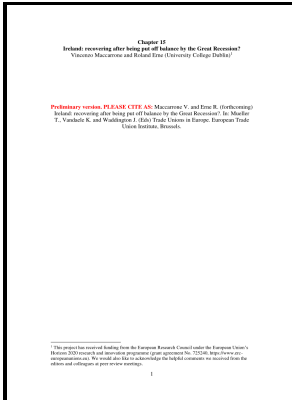 Chapter 15
Ireland: recovering after being put off balance by the Great Recession?
Vincenzo Maccarrone and Roland Erne (University College Dublin)¹
Preliminary version. PLEASE CITE AS: Maccarrone V. and Erne R. (forthcoming)
Ireland: recovering after being put off balance by the Great Recession?. In: Mueller
T., Vandaele K. and Waddington J. (Eds) Trade Unions in Europe. European Trade
Union Institute, Brussels.
¹ This project has received funding from the European Research Council under the European Union's
Horizon 2020 research and innovation programme (grant agreement No. 725240, https://www.erc-
europeanunions.eu). We would also like to acknowledge the helpful comments we received from the
editors and colleagues at peer review meetings.
1